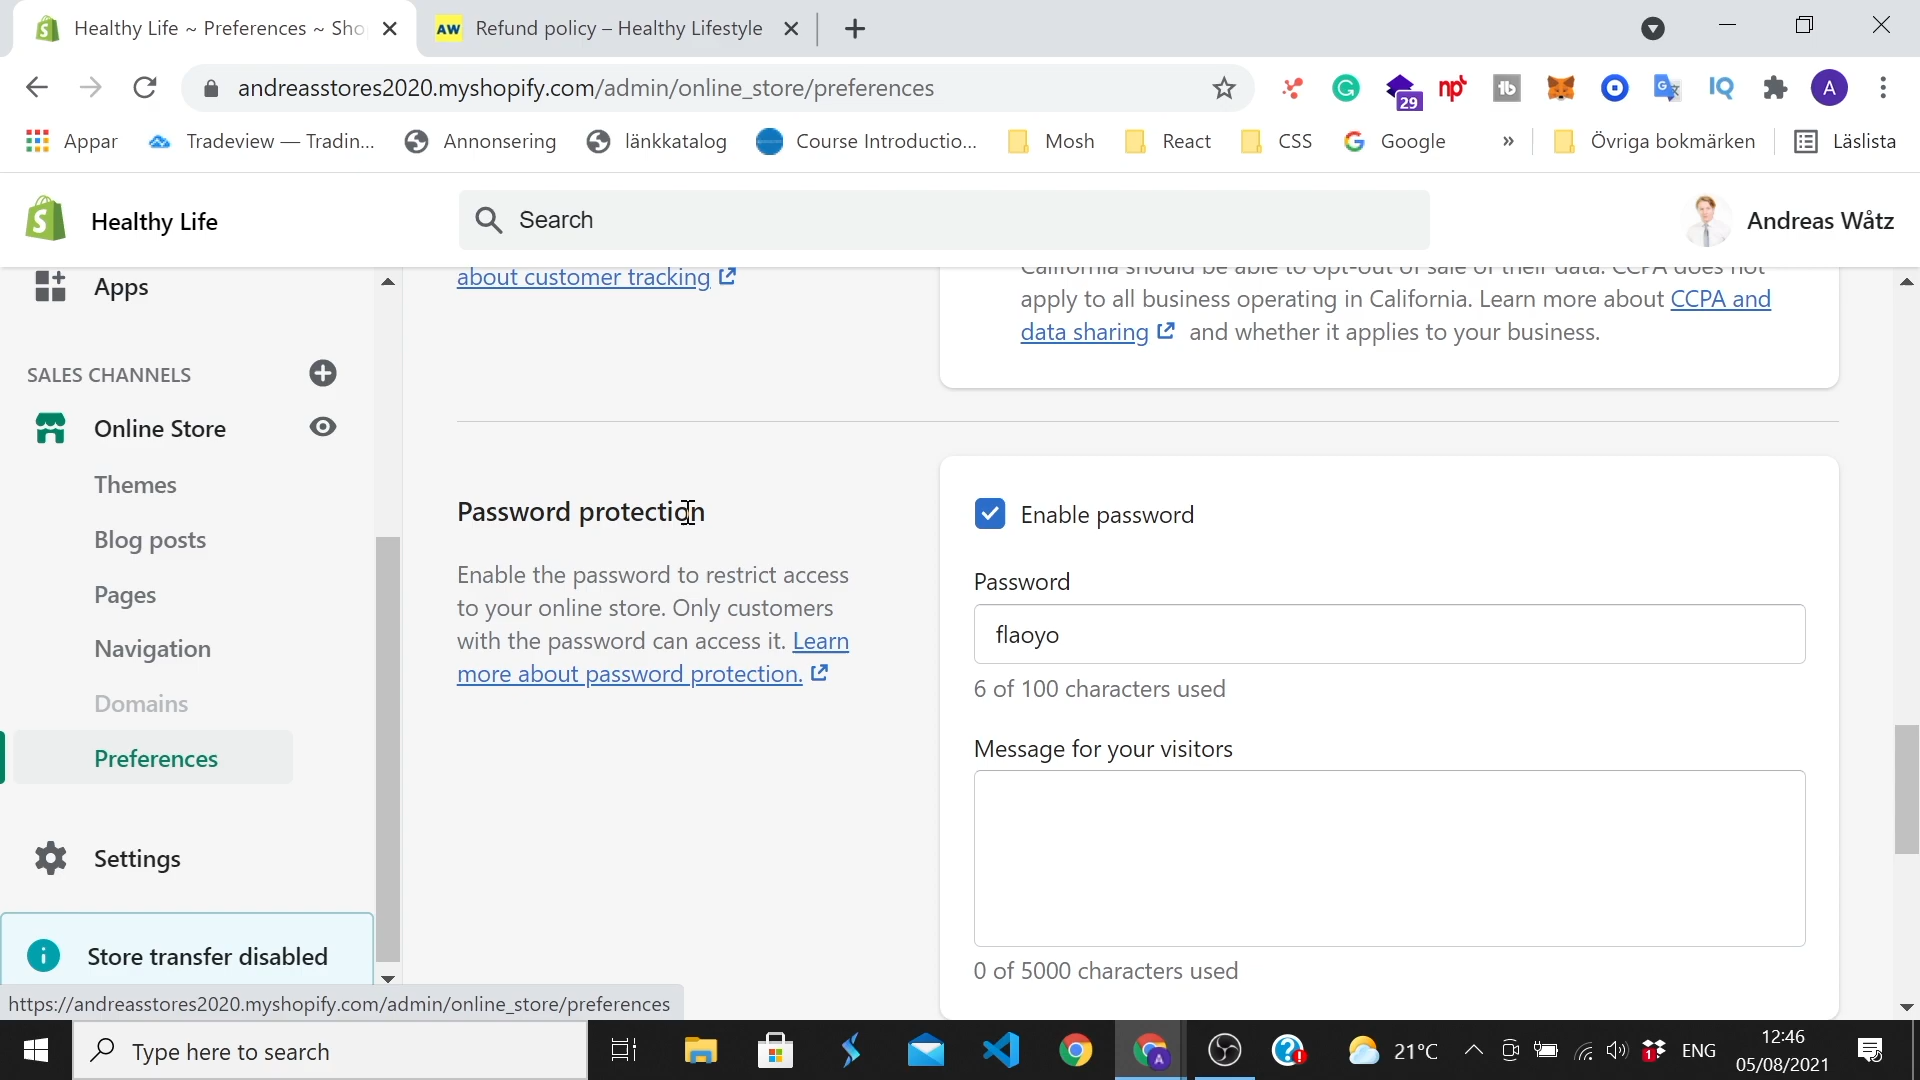 Healthy Life ~ Preferences ~ Sho
AW
Refund policy – Healthy Lifestyle
andreasstores2020.myshopify.com/admin/online_store/preferences
29
Appar
Tradeview — Tradin...
Annonsering
länkkatalog
Course Introductio...
Mosh
React
CSS
Google
»
Övriga bokmärken
Läslista
Healthy Life
Search
Andreas Wåtz
Apps
SALES CHANNELS
Online Store
Themes
Blog posts
Pages
Navigation
Domains
Preferences
Settings
Store transfer disabled
https://andreasstores2020.myshopify.com/admin/online_store/preferences
about customer tracking
California should be able to opt-out of sale of their data. CCPA does not
apply to all business operating in California. Learn more about CCPA and
data sharing and whether it applies to your business.
Password protection
Enable the password to restrict access
to your online store. Only customers
with the password can access it. Learn
more about password protection.
Enable password
Password
flaoyo
6 of 100 characters used
Message for your visitors
0 of 5000 characters used
Type here to search
21°C
ENG
12:46
05/08/2021